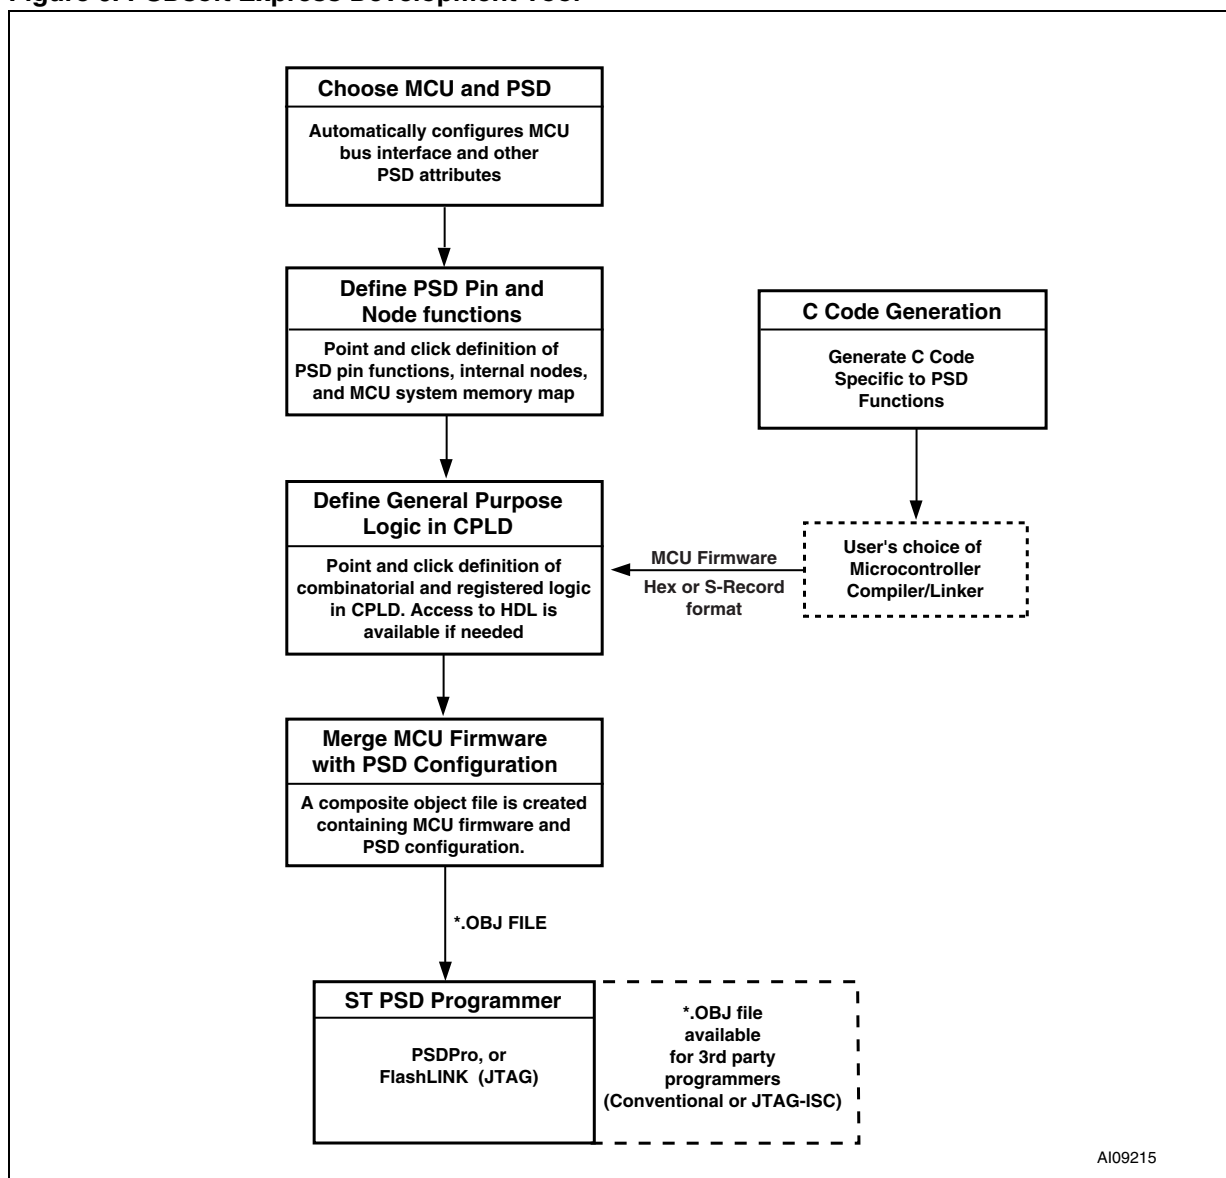 Choose MCU and PSD
Automatically configures MCU
bus interface and other
PSD attributes
Define PSD Pin and
Node functions
Point and click definition of
PSD pin functions, internal nodes,
and MCU system memory map
C Code Generation
Generate C Code
Specific to PSD
Functions
Define General Purpose
Logic in CPLD
Point and click definition of
combinatorial and registered logic
in CPLD. Access to HDL is
available if needed
MCU Firmware
Hex or S-Record
format
User's choice of
Microcontroller
Compiler/Linker
Merge MCU Firmware
with PSD Configuration
A composite object file is created
containing MCU firmware and
PSD configuration.
*.OBJ FILE
ST PSD Programmer
PSDPro, or
FlashLINK (JTAG)
*.OBJ file
available
for 3rd party
programmers
(Conventional or JTAG-ISC)
AI09215